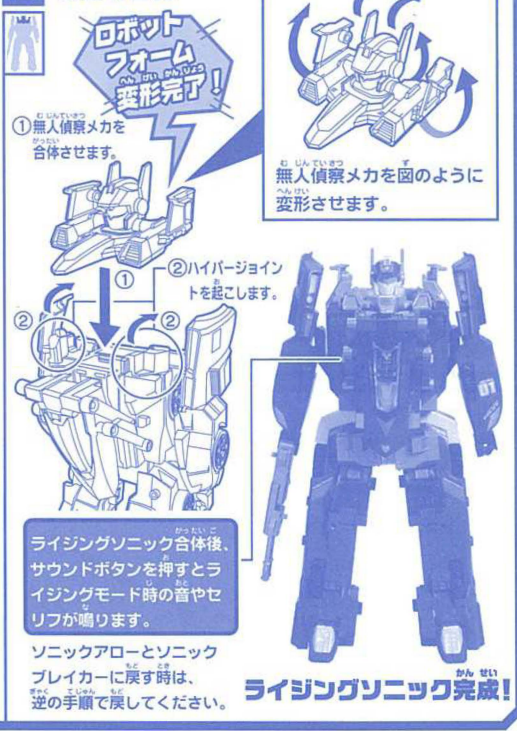 ロボット
フォーム
変形完了!
①無人偵察メカを
合体させます。
無人偵察メカを図のように
変形させます。
①
②ハイパージョイン
トを起こします。
②
②
ライジングソニック合体後、
サウンドボタンを押すとラ
イジングモード時の音やセ
リフが鳴ります。
ソニックアローとソニック
ブレイカーに戻す時は、
逆の手順で戻してください。
ライジングソニック完成!